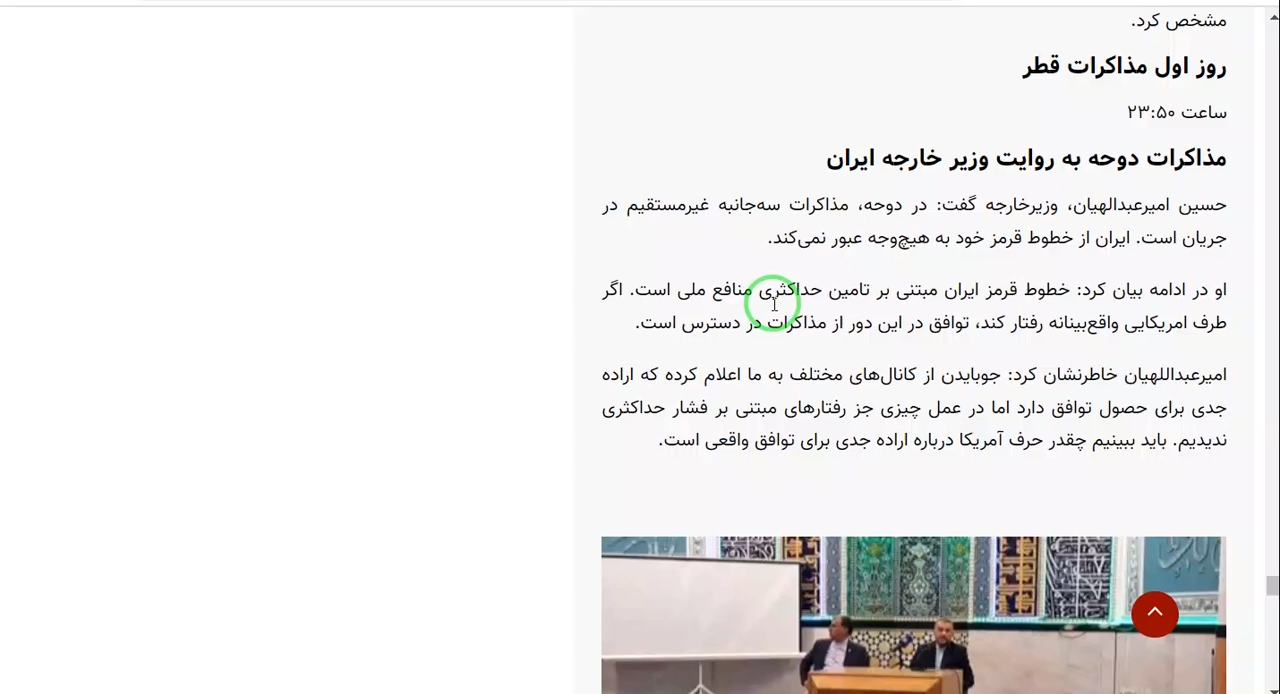 مشخص کرد.
روز اول مذاکرات قطر
ساعت ۲۳:۵۰
مذاکرات دوحه به روایت وزیر خارجه ایران
حسین امیرعبدالهیان، وزیرخارجه گفت: در دوحه، مذاکرات سه‌جانبه غیرمستقیم در
جریان است. ایران از خطوط قرمز خود به هیچ‌وجه عبور نمی‌کند.
او در ادامه بیان کرد: خطوط قرمز ایران مبتنی بر تامین حداکثری منافع ملی است. اگر
طرف امریکایی واقع‌بینانه رفتار کند، توافق در این دور از مذاکرات در دسترس است.
امیرعبداللهیان خاطرنشان کرد: جوبایدن از کانال‌های مختلف به ما اعلام کرده که اراده
جدی برای حصول توافق دارد اما در عمل چیزی جز رفتارهای مبتنی بر فشار حداکثری
ندیدیم. باید ببینیم چقدر حرف آمریکا درباره اراده جدی برای توافق واقعی است.